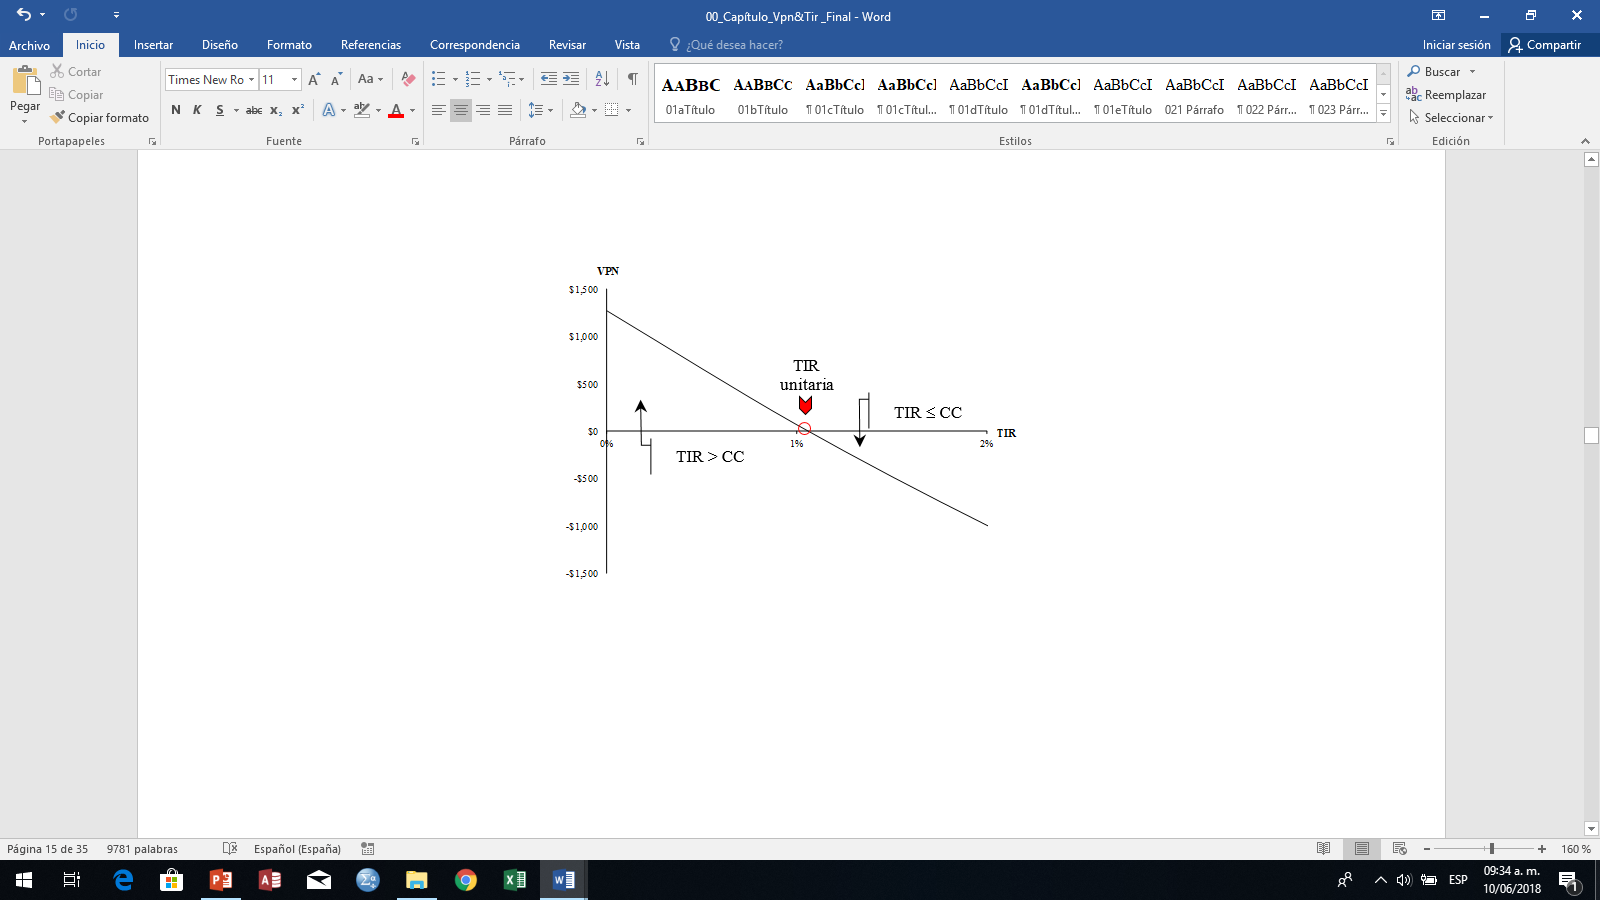 00_Capítulo_Vpn&Tir _Final - Word
Archivo Inicio Insertar Diseño Formato Referencias Correspondencia Revisar Vista ¿Qué desea hacer? Iniciar sesión Compartir
Pegar
Cortar
Copiar
Copiar formato
Portapapeles
Times New Ro 11
N K S abc x₂ x²
Fuente
Párrafo
AABBC AABBCC AaBbCcI AaBbCcI AaBbCcI AaBbCcI AaBbCcI AaBbCcI AaBbCcI AaBbCcI
01aTítulo 01bTítulo ¶ 01cTítulo ¶ 01cTítul... ¶ 01dTítulo ¶ 01dTítul... ¶ 01eTítulo 021 Párrafo ¶ 022 Párr... ¶ 023 Párr...
Estilos
Buscar
Reemplazar
Seleccionar
Edición
VPN
$1,500
$1,000
$500
$0
-$500
-$1,000
-$1,500
0% 1% 2%
TIR
TIR
unitaria
TIR ≤ CC
TIR > CC
Página 15 de 35 9781 palabras Español (España) 160 %
ESP
09:34 a. m.
10/06/2018
1